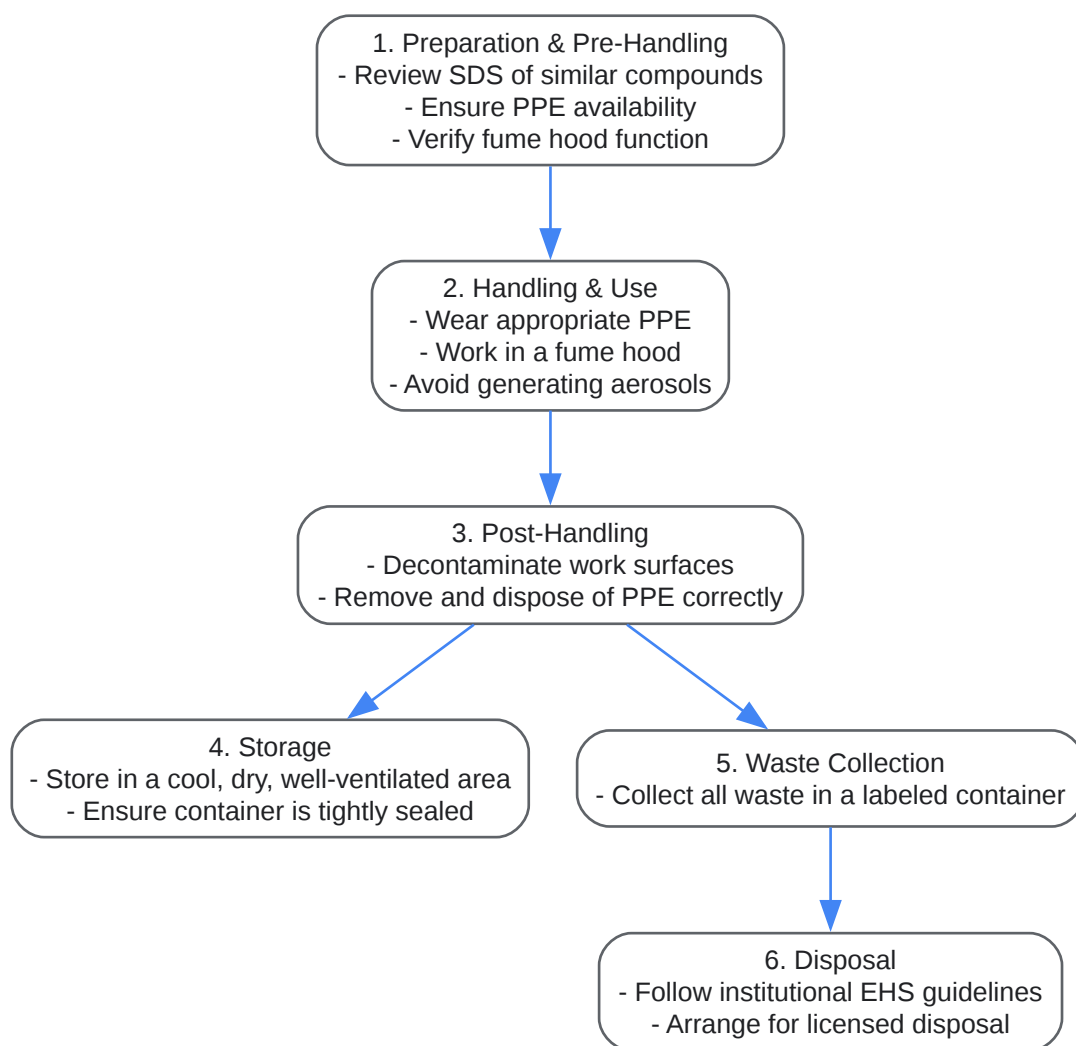 1. Preparation & Pre-Handling
- Review SDS of similar compounds
- Ensure PPE availability
- Verify fume hood function
2. Handling & Use
- Wear appropriate PPE
- Work in a fume hood
- Avoid generating aerosols
3. Post-Handling
- Decontaminate work surfaces
- Remove and dispose of PPE correctly
4. Storage
- Store in a cool, dry, well-ventilated area
- Ensure container is tightly sealed
5. Waste Collection
- Collect all waste in a labeled container
6. Disposal
- Follow institutional EHS guidelines
- Arrange for licensed disposal